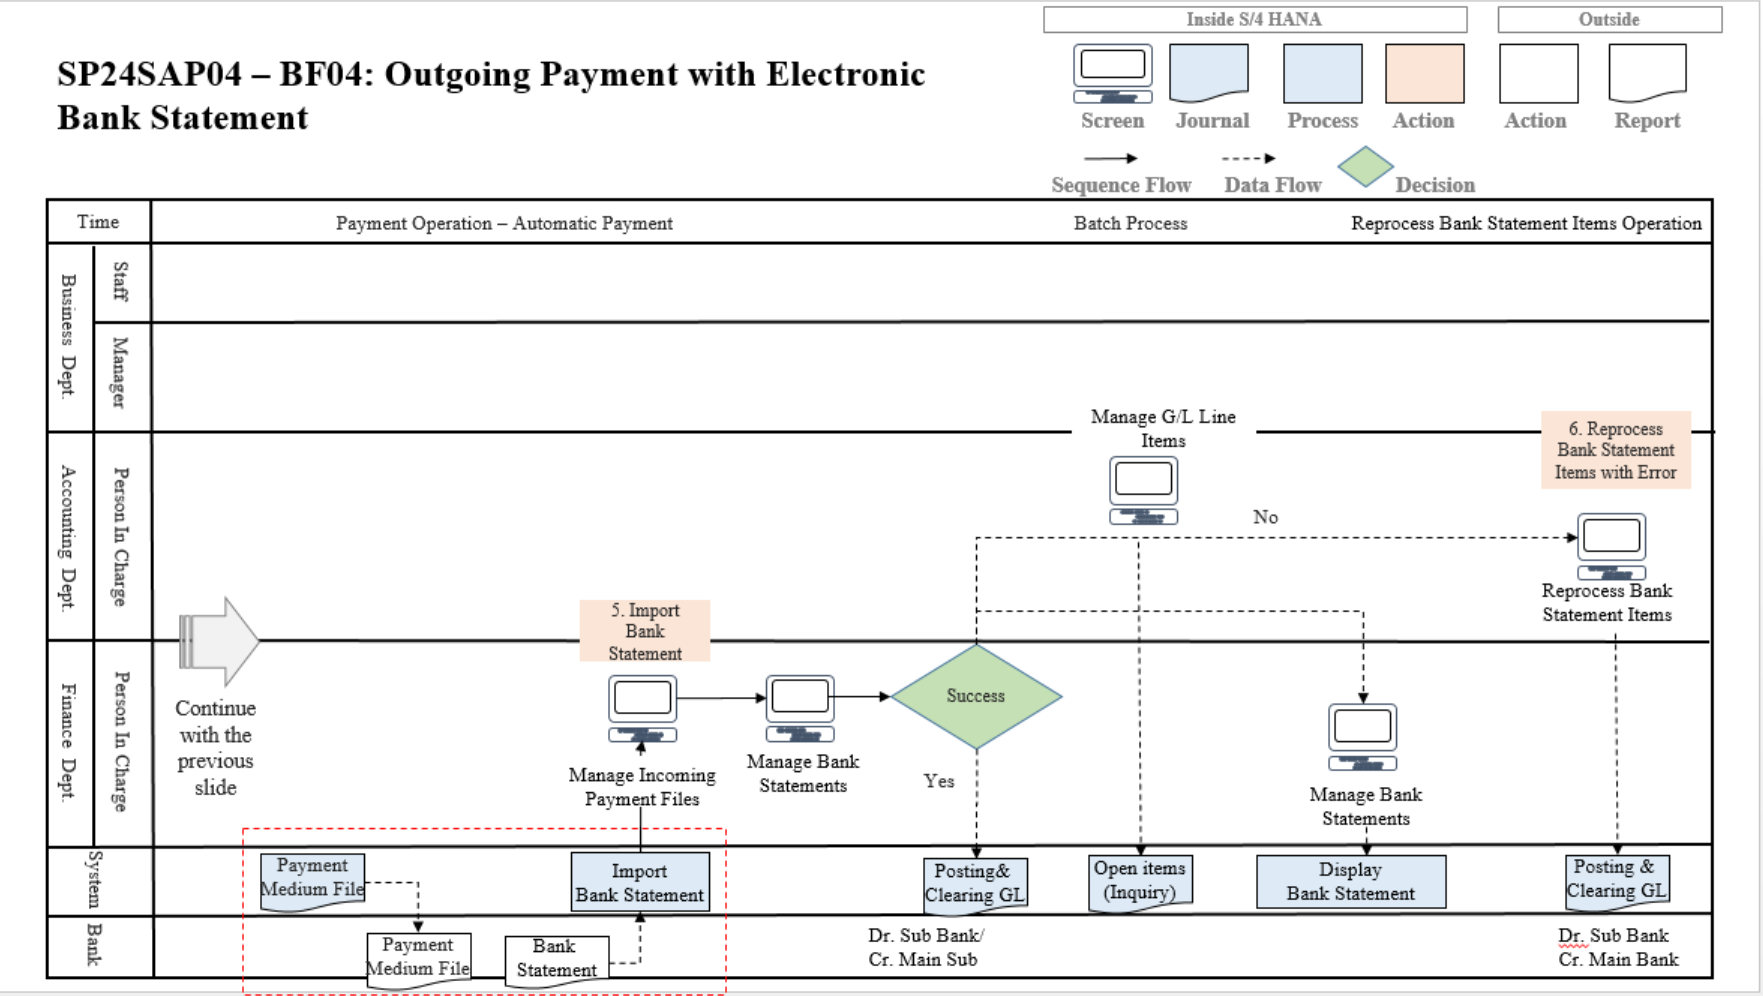 Inside S/4 HANA
Outside
SP24SAP04 – BF04: Outgoing Payment with Electronic
Bank Statement
Screen
Journal
Process
Action
Action
Report
Sequence Flow
Data Flow
Decision
Time
Payment Operation – Automatic Payment
Batch Process
Reprocess Bank Statement Items Operation
Business Dept.
Staff
Manager
Accounting Dept.
Person In Charge
Finance Dept.
Person In Charge
System
Bank
Manage G/L Line
Items
6. Reprocess
Bank Statement
Items with Error
No
Reprocess Bank
Statement Items
5. Import
Bank
Statement
Continue
with the
previous
slide
Manage Incoming
Payment Files
Manage Bank
Statements
Success
Yes
Manage Bank
Statements
Payment
Medium File
Import
Bank Statement
Posting&
Clearing GL
Open items
(Inquiry)
Display
Bank Statement
Posting &
Clearing GL
Payment
Medium File
Bank
Statement
Dr. Sub Bank/
Cr. Main Sub
Dr. Sub Bank
Cr. Main Bank